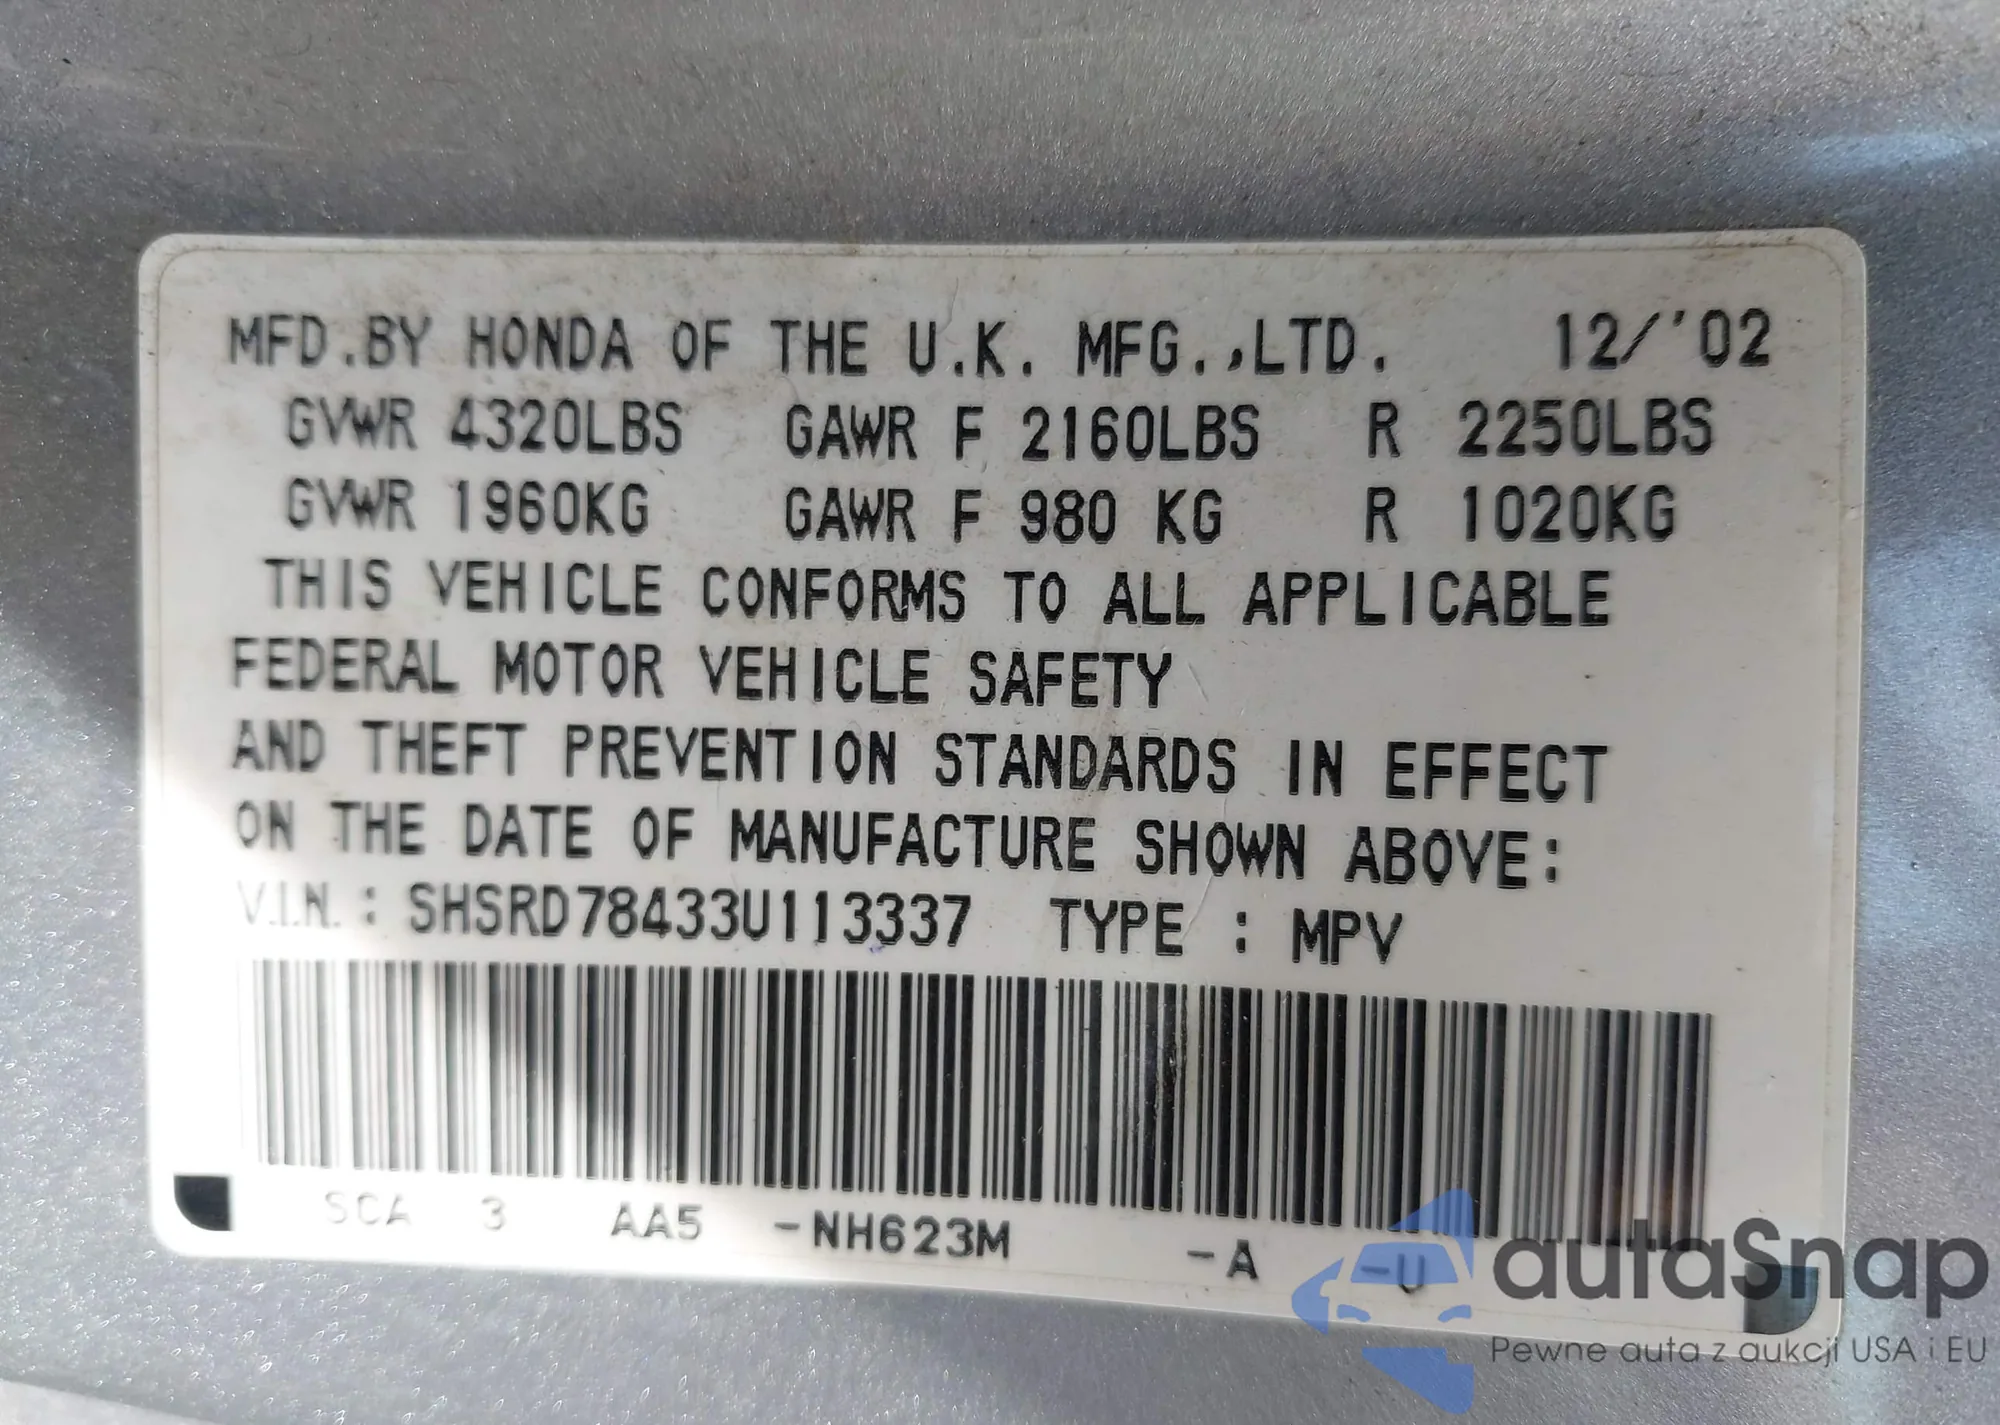 MFD.BY HONDA OF THE U.K. MFG.,LTD. 12/'02
GVWR 4320LBS GAWR F 2160LBS R 2250LBS
GVWR 1960KG GAWR F 980 KG R 1020KG
THIS VEHICLE CONFORMS TO ALL APPLICABLE
FEDERAL MOTOR VEHICLE SAFETY
AND THEFT PREVENTION STANDARDS IN EFFECT
ON THE DATE OF MANUFACTURE SHOWN ABOVE:
V.I.N.: SHSRD78433U113337 TYPE : MPV
SCA 3 AA5 -NH623M -A -U
autaSnap
Pewne auta z aukcji USA i EU